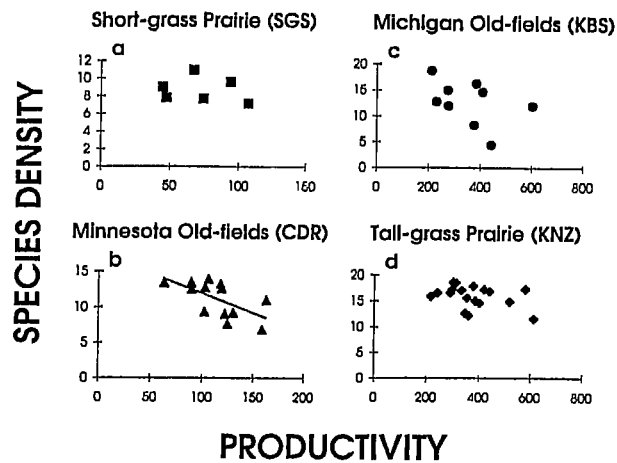 Short-grass Prairie (SGS)
a
12
10
8
6
4
2
0
0 50 100 150
Michigan Old-fields (KBS)
c
20
15
10
5
0
0 200 400 600 800
SPECIES DENSITY
Minnesota Old-fields (CDR)
b
15
10
5
0
0 50 100 150 200
Tall-grass Prairie (KNZ)
d
20
15
10
5
0
0 200 400 600 800
PRODUCTIVITY